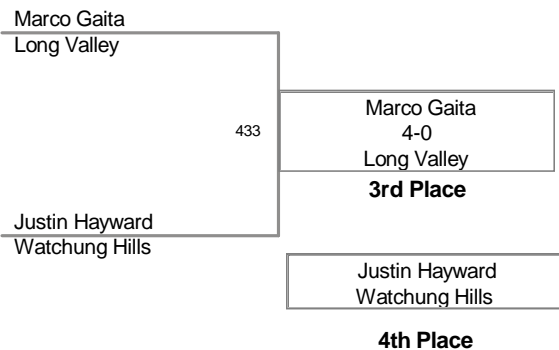 Marco Gaita
Long Valley
433
Marco Gaita
4-0
Long Valley
3rd Place
Justin Hayward
Watchung Hills
Justin Hayward
Watchung Hills
4th Place